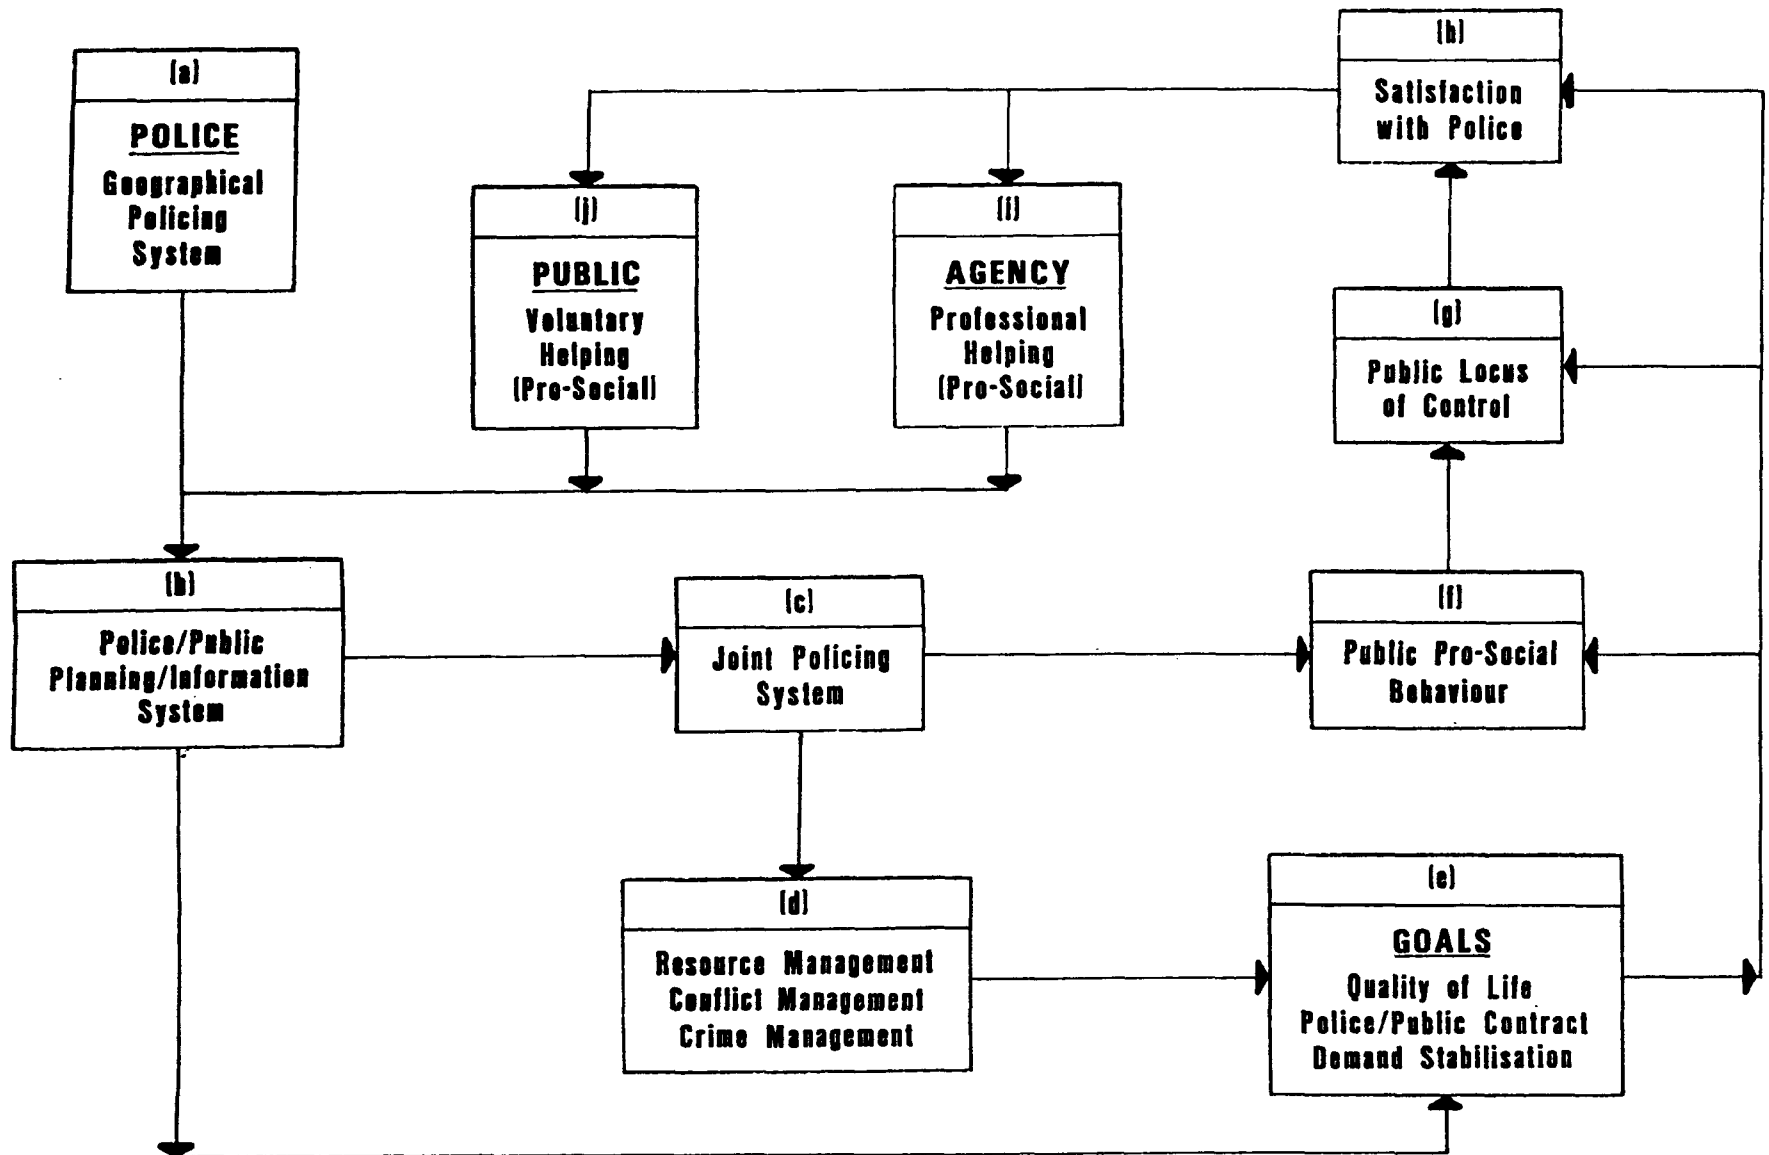 (a)
POLICE
Geographical
Policing
System
(j)
PUBLIC
Voluntary
Helping
(Pro-Social)
(i)
AGENCY
Professional
Helping
(Pro-Social)
(h)
Satisfaction
with Police
(g)
Public Locus
of Control
(b)
Police/Public
Planning/Information
System
(c)
Joint Policing
System
(f)
Public Pro-Social
Behaviour
(d)
Resource Management
Conflict Management
Crime Management
(e)
GOALS
Quality of Life
Police/Public Contract
Demand Stabilisation